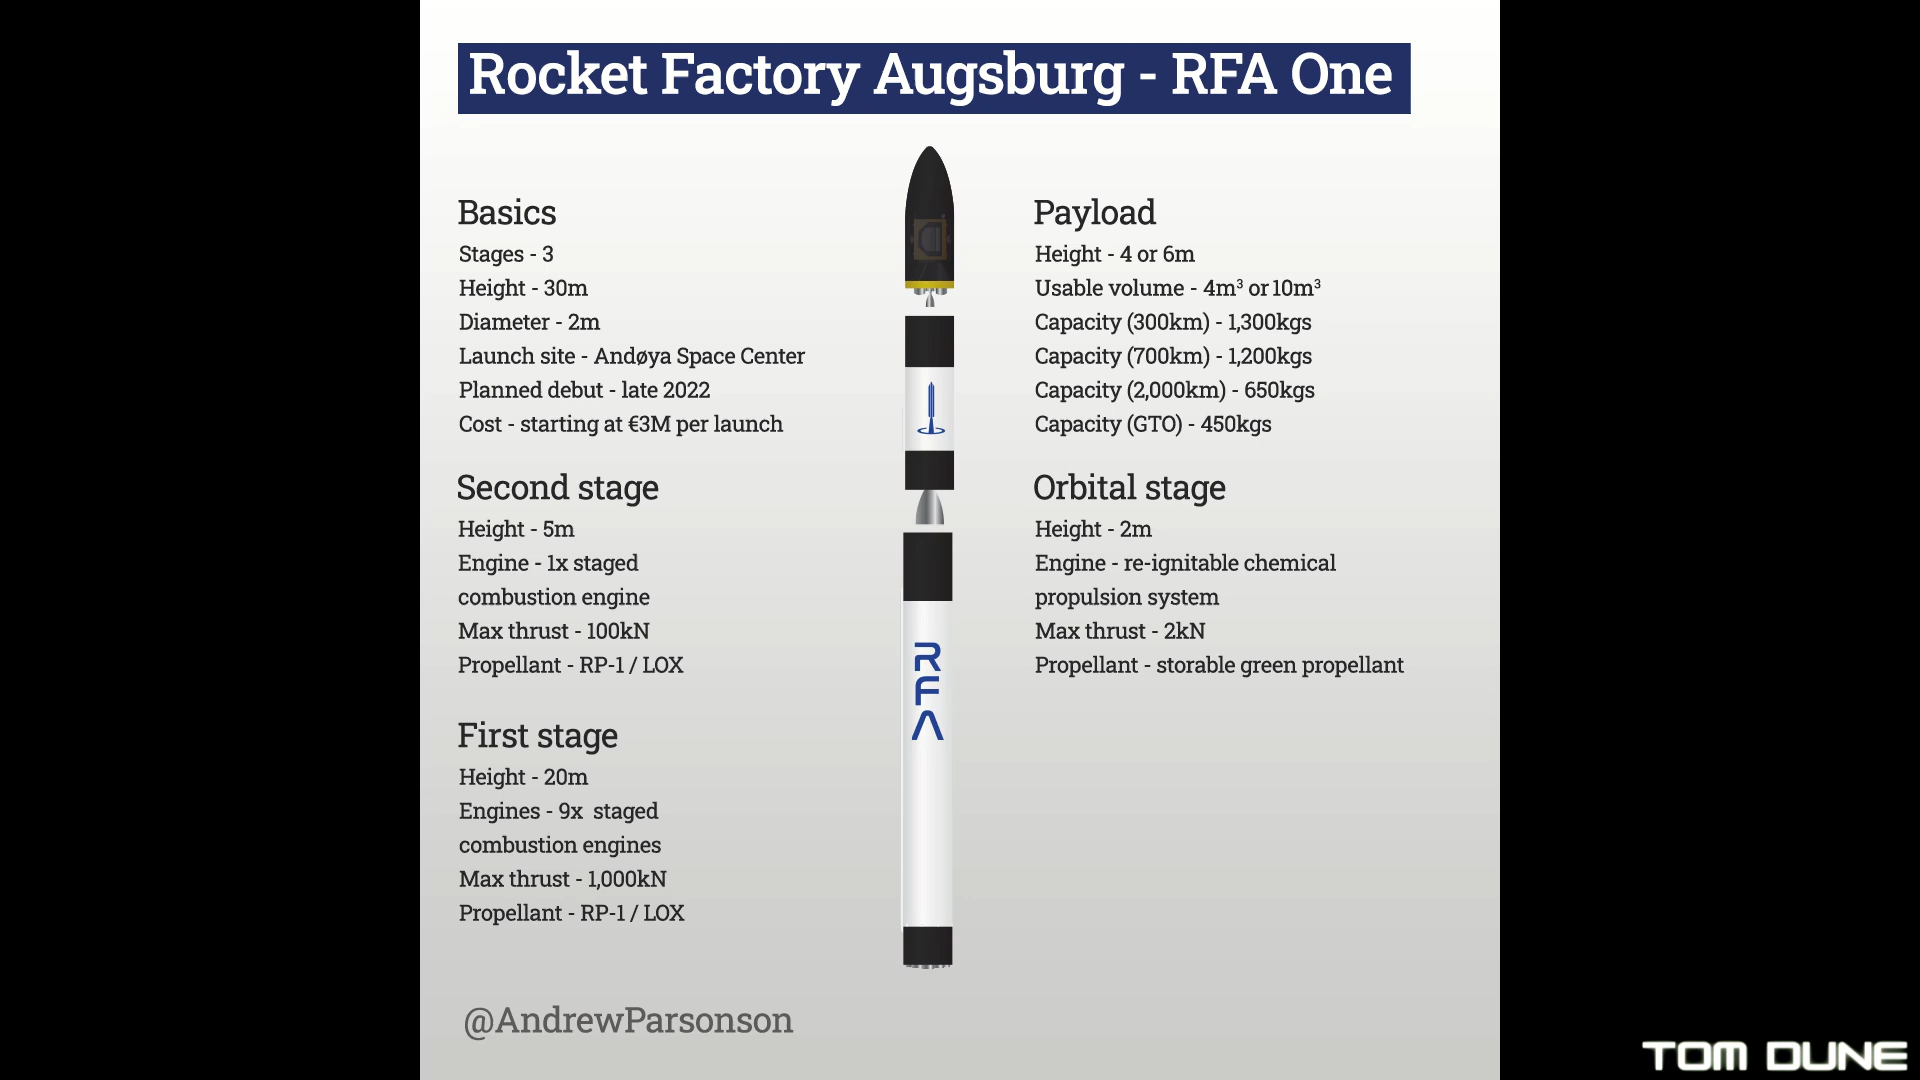 Rocket Factory Augsburg - RFA One
Basics
Stages - 3
Height - 30m
Diameter - 2m
Launch site - Andøya Space Center
Planned debut - late 2022
Cost - starting at €3M per launch
Second stage
Height - 5m
Engine - 1x staged
combustion engine
Max thrust - 100kN
Propellant - RP-1 / LOX
First stage
Height - 20m
Engines - 9x  staged
combustion engines
Max thrust - 1,000kN
Propellant - RP-1 / LOX
R
F
A
Payload
Height - 4 or 6m
Usable volume - 4m³ or 10m³
Capacity (300km) - 1,300kgs
Capacity (700km) - 1,200kgs
Capacity (2,000km) - 650kgs
Capacity (GTO) - 450kgs
Orbital stage
Height - 2m
Engine - re-ignitable chemical
propulsion system
Max thrust - 2kN
Propellant - storable green propellant
@AndrewParsonson
TOM DUNE